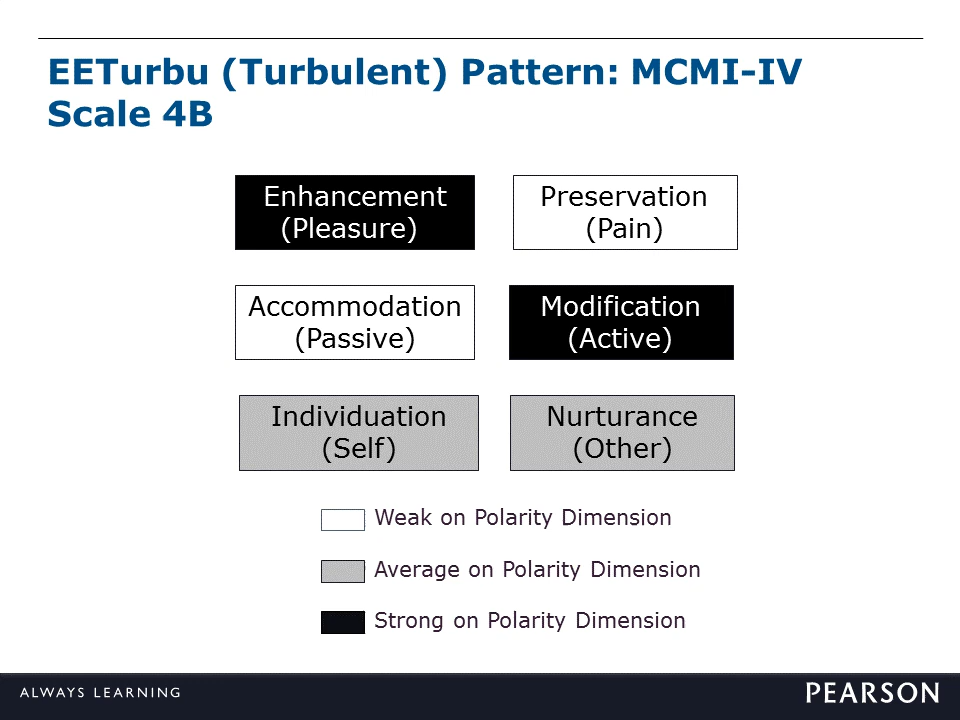 EETurbu (Turbulent) Pattern: MCMI-IV
Scale 4B
Enhancement
(Pleasure)
Preservation
(Pain)
Accommodation
(Passive)
Modification
(Active)
Individuation
(Self)
Nurturance
(Other)
Weak on Polarity Dimension
Average on Polarity Dimension
Strong on Polarity Dimension
ALWAYS LEARNING
PEARSON